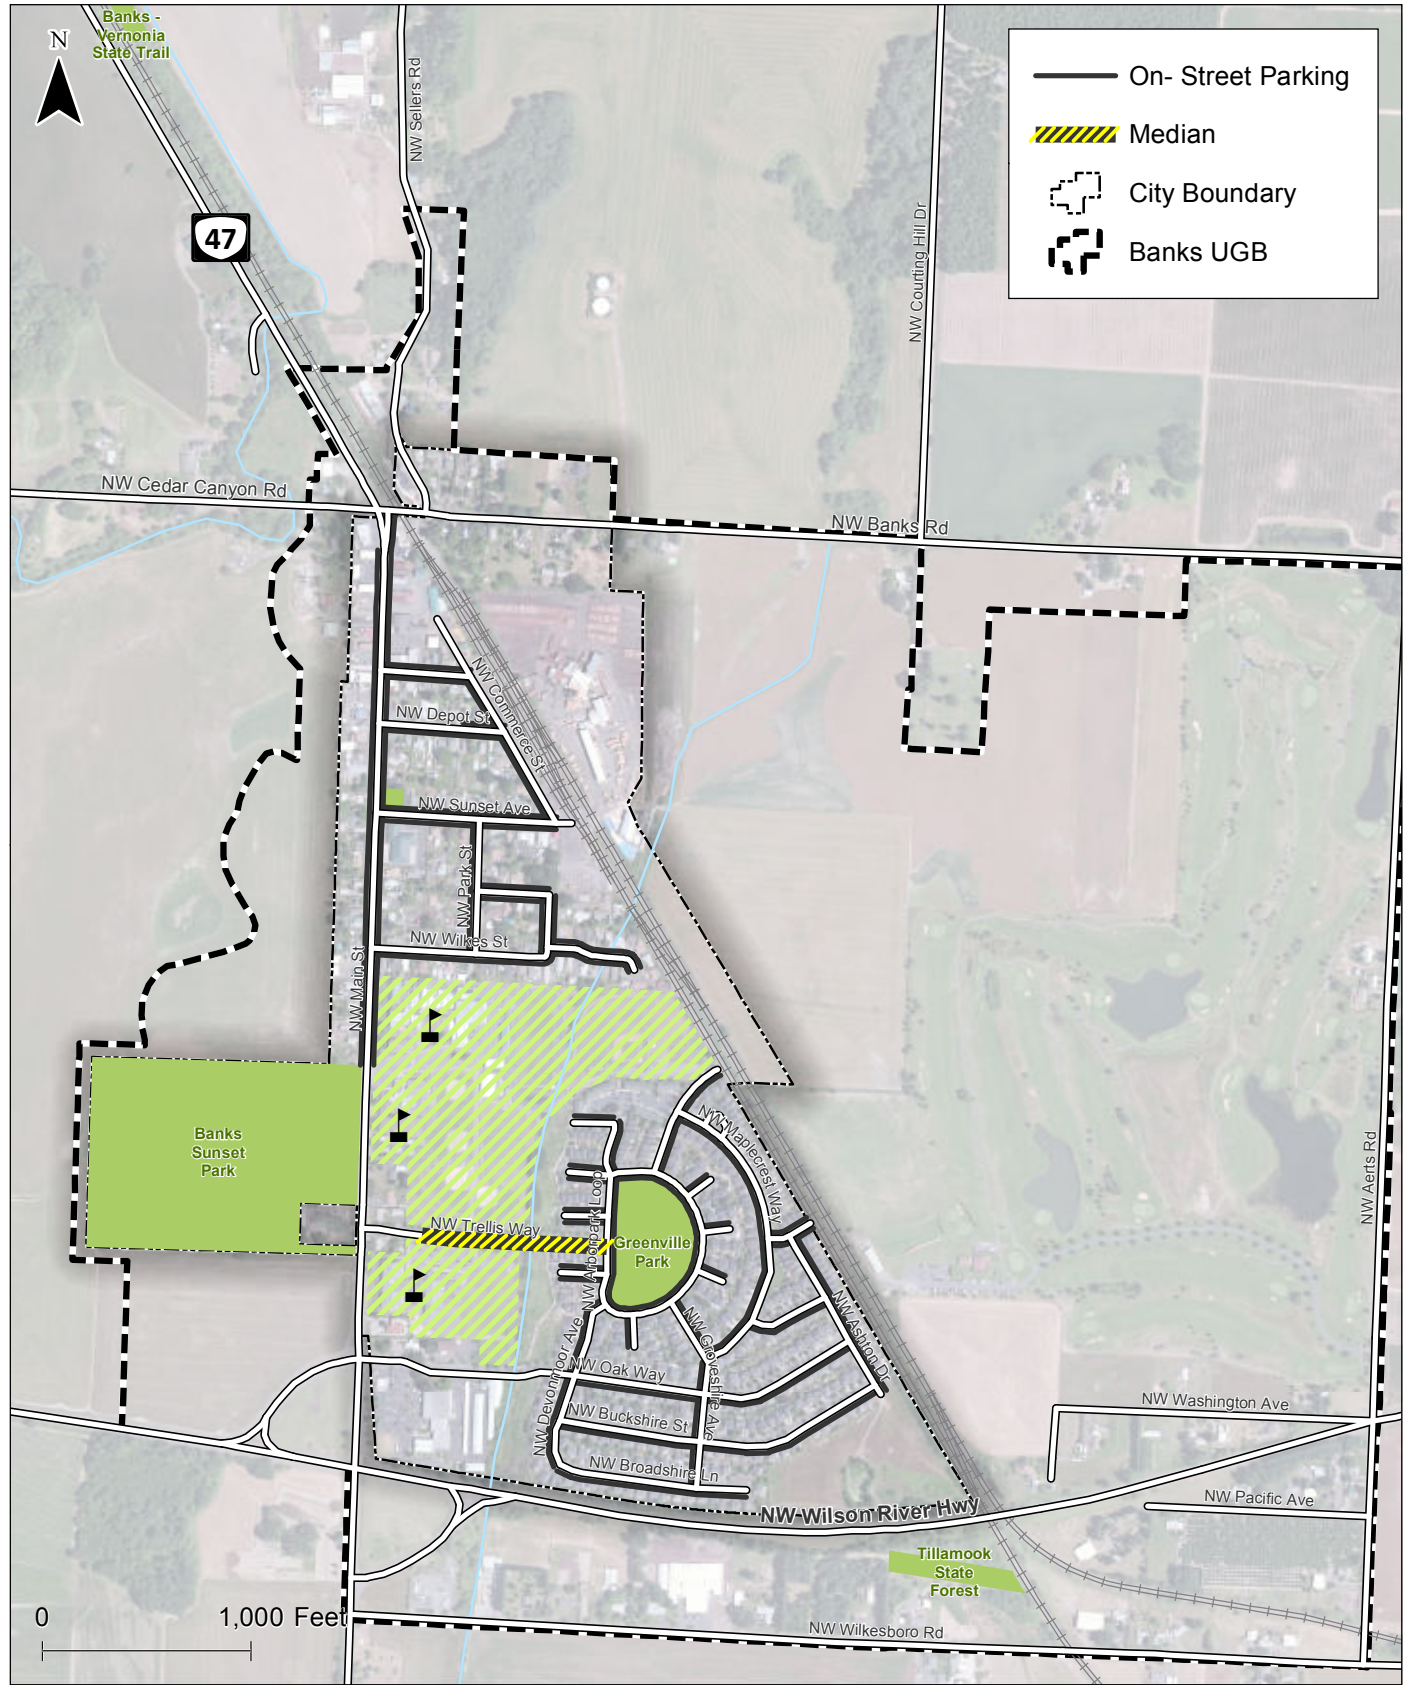 Banks -
Vernonia
State Trail
N
On- Street Parking
Median
City Boundary
Banks UGB
NW Sellers Rd
47
NW Courting Hill Dr
NW Cedar Canyon Rd
NW Banks Rd
NW Commerce St
NW Depot St
NW Sunset Ave
NW Park St
NW Wilkes St
NW Main St
Banks
Sunset
Park
NW Maplecrest Way
NW Aerts Rd
NW Arborpark Loop
NW Trellis Way
Greenville
Park
NW Ashton Dr
NW Groveshire Ave
NW Devonmoor Ave
NW Oak Way
NW Buckshire St
NW Broadshire Ln
NW Washington Ave
NW Pacific Ave
NW Wilson River Hwy
Tillamook
State
Forest
0 1,000 Feet
NW Wilkesboro Rd